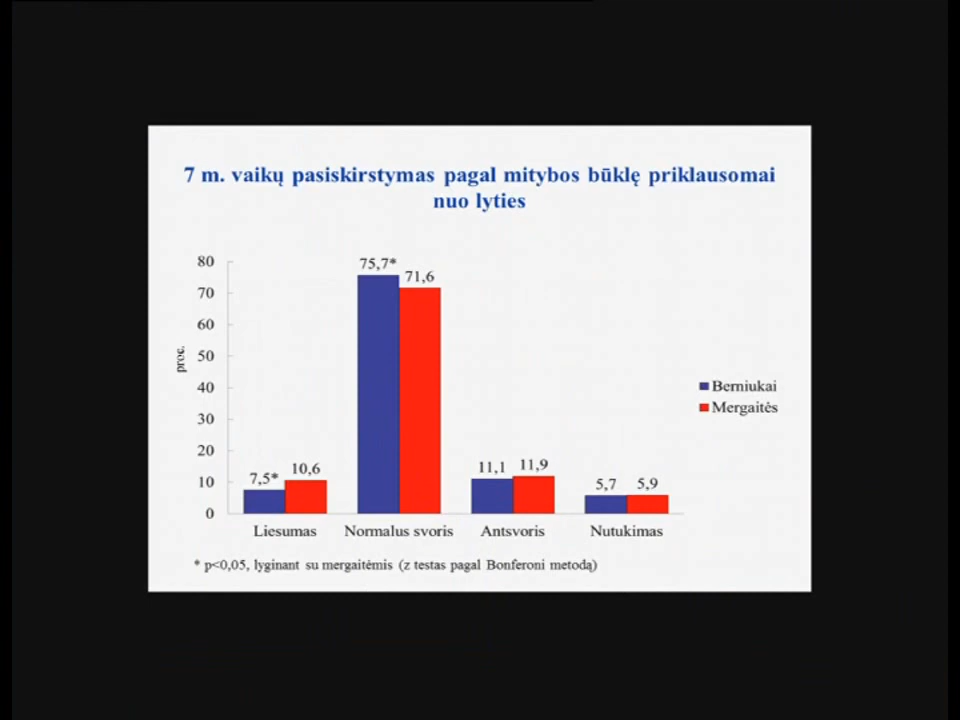 7 m. vaikų pasiskirstymas pagal mitybos būklę priklausomai
nuo lyties
80
70
60
50
40
30
20
10
0
proc.
75,7*
71,6
7,5*
10,6
11,1
11,9
5,7
5,9
Liesumas
Normalus svoris
Antsvoris
Nutukimas
Berniukai
Mergaitės
* p<0,05, lyginant su mergaitėmis (z testas pagal Bonferoni metodą)